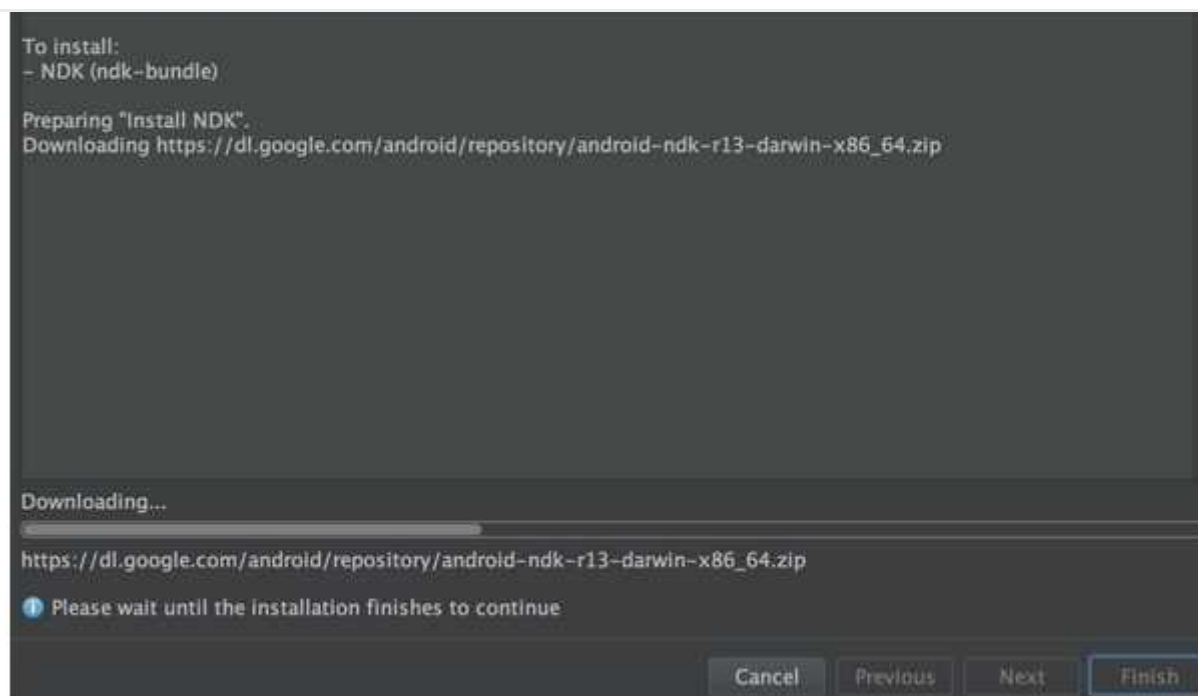 To install:
- NDK (ndk-bundle)
Preparing "Install NDK".
Downloading https://dl.google.com/android/repository/android-ndk-r13-darwin-x86_64.zip
Downloading...
https://dl.google.com/android/repository/android-ndk-r13-darwin-x86_64.zip
Please wait until the installation finishes to continue
Cancel Previous Next Finish